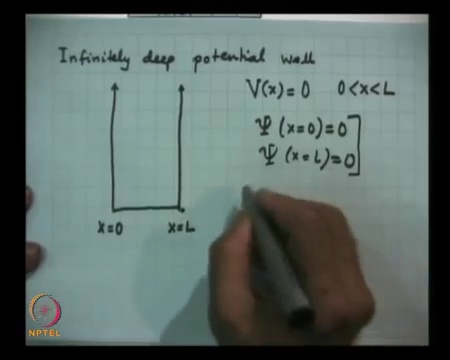 Infinitely deep potential well
V(x)=0 0<x<L
Ψ (x=0)=0
Ψ (x=L)=0
x=0 x=L
NPTEL